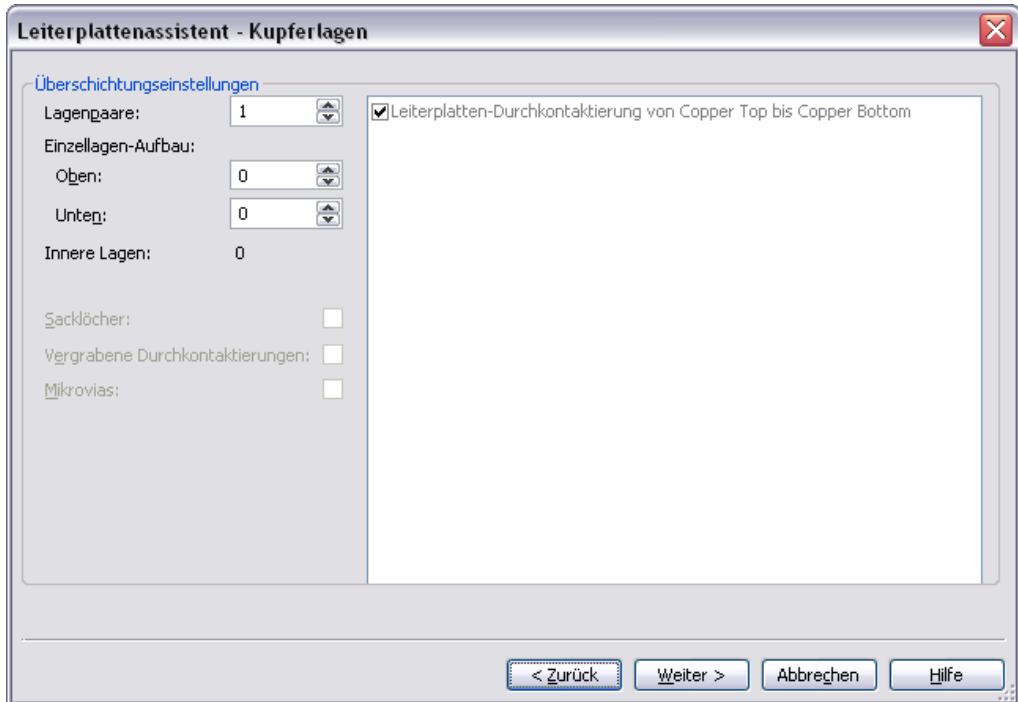 Leiterplattenassistent - Kupferlagen
Überschichtungseinstellungen
Lagenpaare: 1
Leiterplatten-Durchkontaktierung von Copper Top bis Copper Bottom
Einzellagen-Aufbau:
Oben: 0
Unten: 0
Innere Lagen: 0
Sacklöcher:
Vergrabene Durchkontaktierungen:
Mikrovias:
< Zurück Weiter > Abbrechen Hilfe